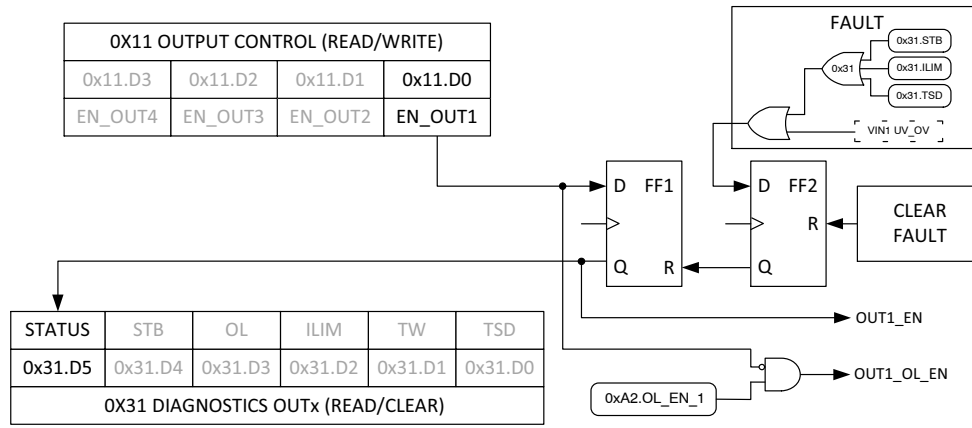 0X11 OUTPUT CONTROL (READ/WRITE)
0x11.D3 0x11.D2 0x11.D1 0x11.D0
EN_OUT4 EN_OUT3 EN_OUT2 EN_OUT1
FAULT
0x31.STB
0x31
0x31.ILIM
0x31.TSD
VIN1 UV_OV
D FF1
Q R
D FF2
R
Q
CLEAR
FAULT
STATUS STB OL ILIM TW TSD
0x31.D5 0x31.D4 0x31.D3 0x31.D2 0x31.D1 0x31.D0
0X31 DIAGNOSTICS OUTx (READ/CLEAR)
OUT1_EN
OUT1_OL_EN
0xA2.OL_EN_1